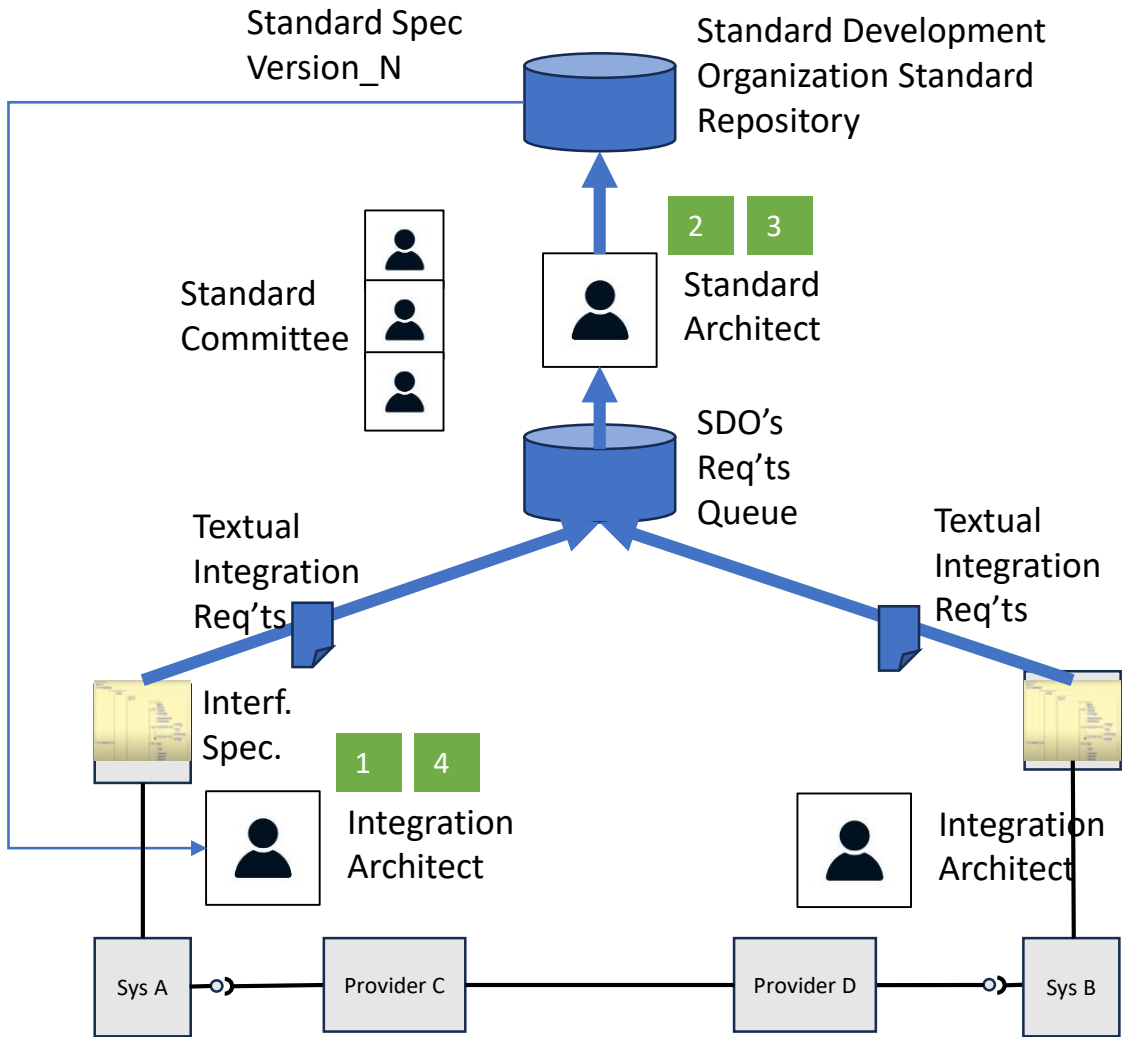 Standard Spec
Version_N
Standard Development
Organization Standard
Repository
2
3
Standard
Committee
Standard
Architect
SDO’s
Req’ts
Queue
Textual
Integration
Req’ts
Textual
Integration
Req’ts
Interf.
Spec.
1
4
Integration
Architect
Integration
Architect
Sys A
Provider C
Provider D
Sys B